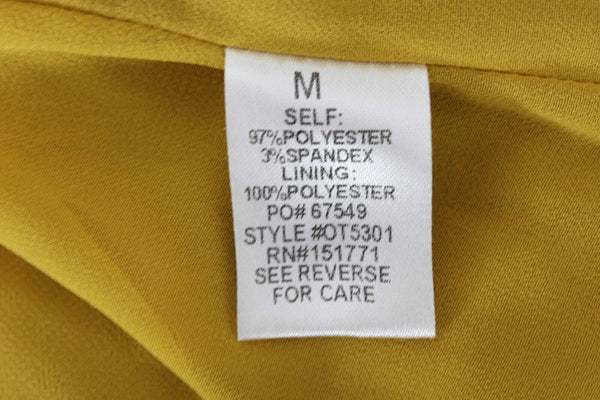 M
SELF:
97%POLYESTER
3%SPANDEX
LINING:
100%POLYESTER
PO# 67549
STYLE #OT5301
RN#151771
SEE REVERSE
FOR CARE